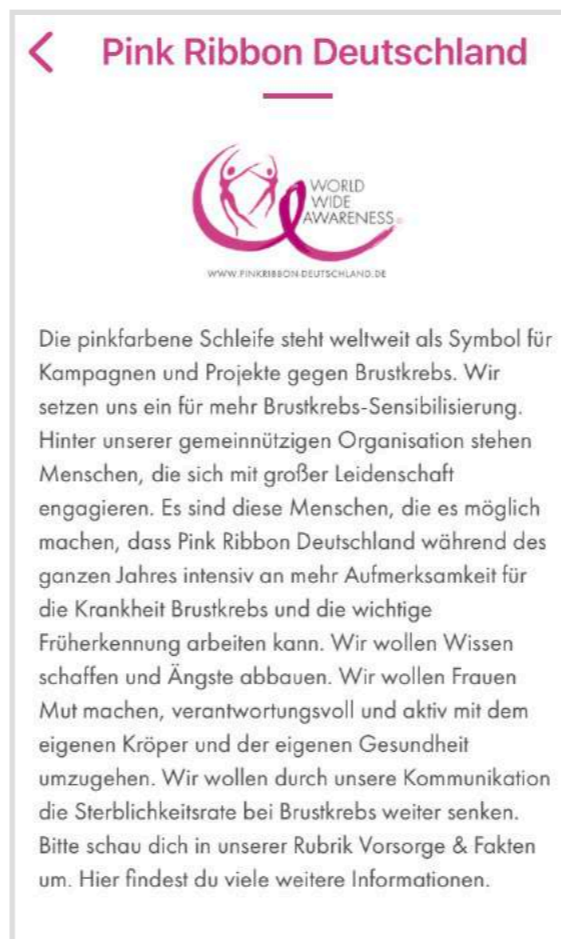 Pink Ribbon Deutschland
WORLD
WIDE
AWARENESS
WWW.PINKRIBBON-DEUTSCHLAND.DE
Die pinkfarbene Schleife steht weltweit als Symbol für
Kampagnen und Projekte gegen Brustkrebs. Wir
setzen uns ein für mehr Brustkrebs-Sensibilisierung.
Hinter unserer gemeinnützigen Organisation stehen
Menschen, die sich mit großer Leidenschaft
engagieren. Es sind diese Menschen, die es möglich
machen, dass Pink Ribbon Deutschland während des
ganzen Jahres intensiv an mehr Aufmerksamkeit für
die Krankheit Brustkrebs und die wichtige
Früherkennung arbeiten kann. Wir wollen Wissen
schaffen und Ängste abbauen. Wir wollen Frauen
Mut machen, verantwortungsvoll und aktiv mit dem
eigenen Kröper und der eigenen Gesundheit
umzugehen. Wir wollen durch unsere Kommunikation
die Sterblichkeitsrate bei Brustkrebs weiter senken.
Bitte schau dich in unserer Rubrik Vorsorge & Fakten
um. Hier findest du viele weitere Informationen.